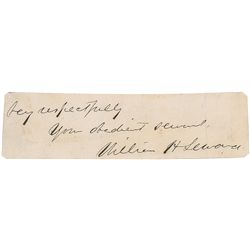 very respectfully
Your obedient servant
William H Seward